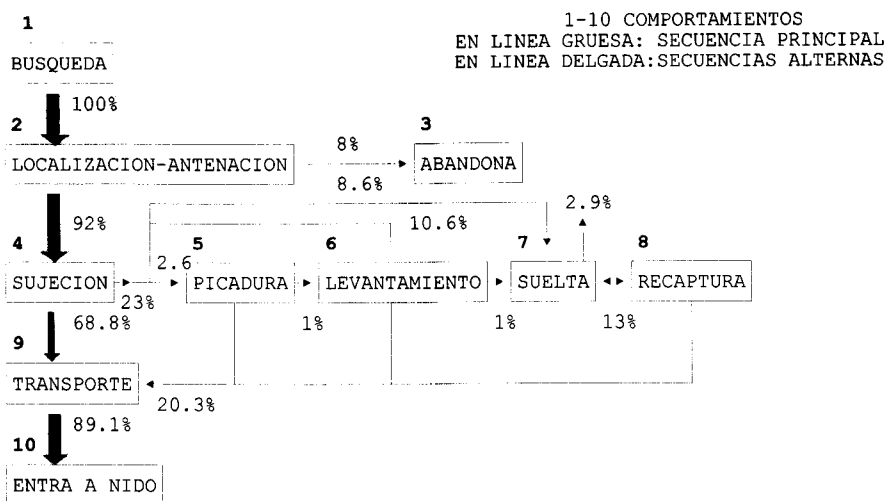 1
1-10 COMPORTAMIENTOS
EN LINEA GRUESA: SECUENCIA PRINCIPAL
EN LINEA DELGADA:SECUENCIAS ALTERNAS
BUSQUEDA
100%
2
3
8%
LOCALIZACION-ANTENACION
ABANDONA
8.6%
2.9%
92%
10.6%
4
5
6
7
8
2.6
SUJECION
PICADURA
LEVANTAMIENTO
SUELTA
RECAPTURA
23%
68.8%
1%
1%
13%
9
TRANSPORTE
20.3%
89.1%
10
ENTRA A NIDO